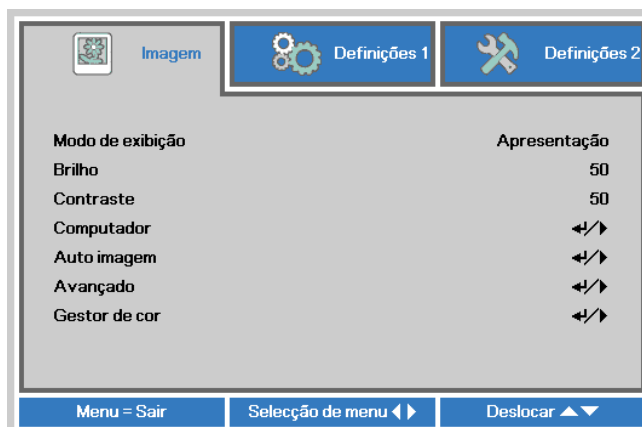 Imagem Definições 1 Definições 2
Modo de exibição Apresentação
Brilho 50
Contraste 50
Computador ↵/►
Auto imagem ↵/►
Avançado ↵/►
Gestor de cor ↵/►
Menu = Sair Selecção de menu ◄► Deslocar ▲▼